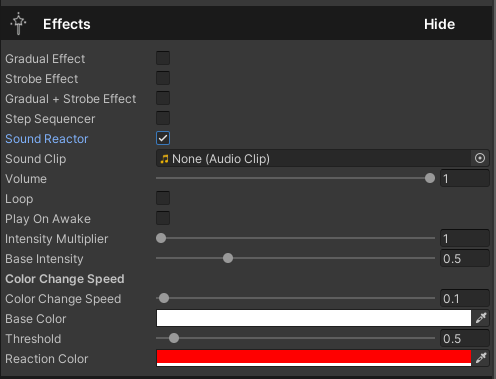 Effects Hide
Gradual Effect
Strobe Effect
Gradual + Strobe Effect
Step Sequencer
Sound Reactor
Sound Clip None (Audio Clip)
Volume 1
Loop
Play On Awake
Intensity Multiplier 1
Base Intensity 0.5
Color Change Speed
Color Change Speed 0.1
Base Color
Threshold 0.5
Reaction Color